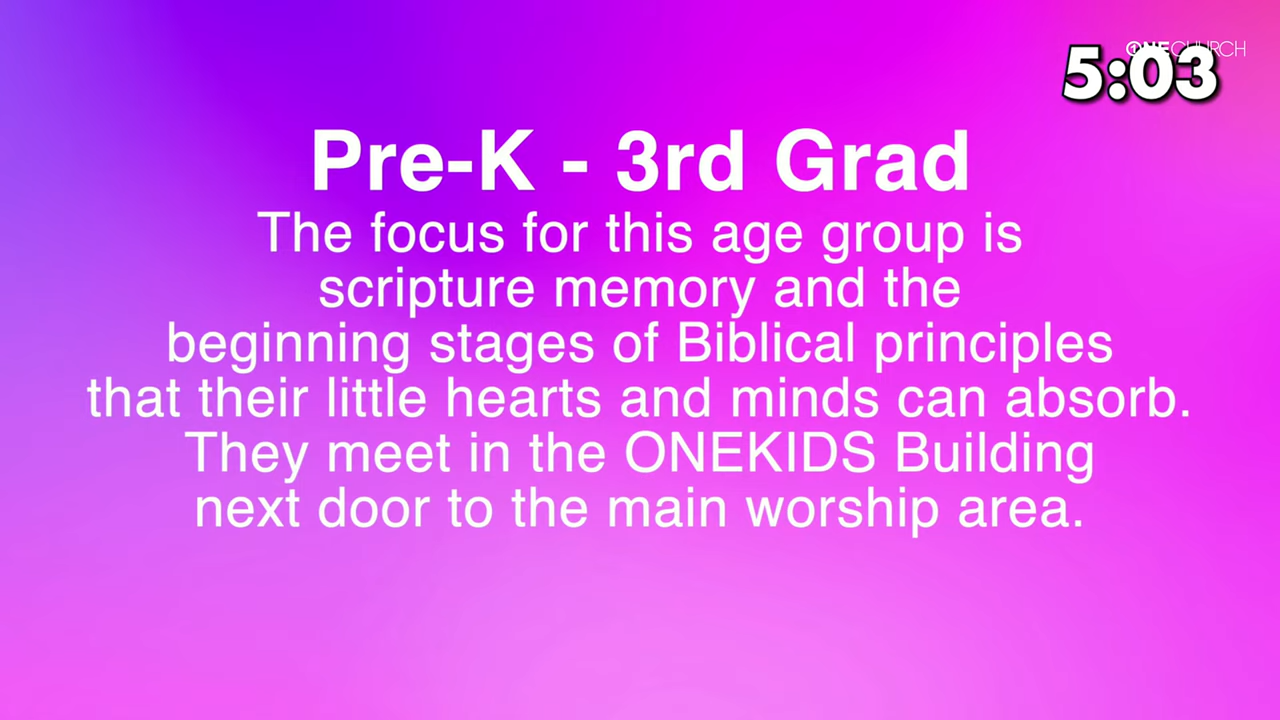 ONECHURCH
5:03
Pre-K - 3rd Grad
The focus for this age group is
scripture memory and the
beginning stages of Biblical principles
that their little hearts and minds can absorb.
They meet in the ONEKIDS Building
next door to the main worship area.